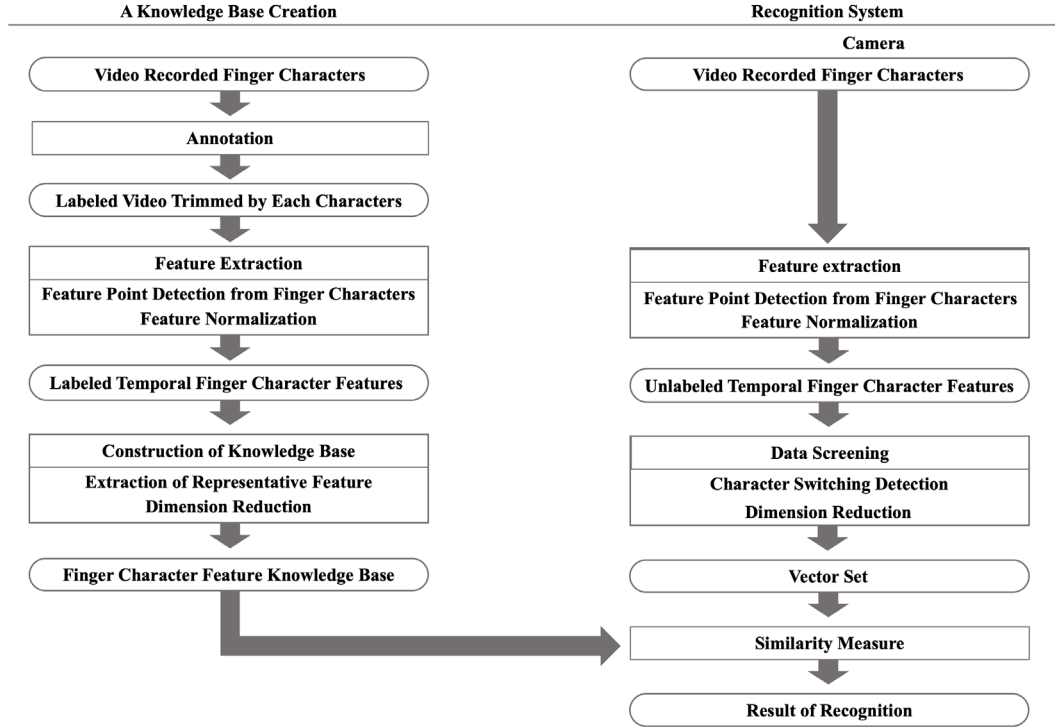 A Knowledge Base Creation
Video Recorded Finger Characters
Annotation
Labeled Video Trimmed by Each Characters
Feature Extraction
Feature Point Detection from Finger Characters
Feature Normalization
Labeled Temporal Finger Character Features
Construction of Knowledge Base
Extraction of Representative Feature
Dimension Reduction
Finger Character Feature Knowledge Base
Recognition System
Camera
Video Recorded Finger Characters
Feature extraction
Feature Point Detection from Finger Characters
Feature Normalization
Unlabeled Temporal Finger Character Features
Data Screening
Character Switching Detection
Dimension Reduction
Vector Set
Similarity Measure
Result of Recognition